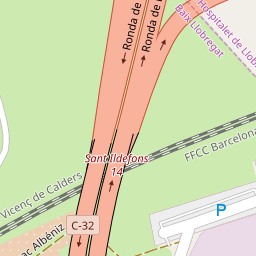 Ronda de
Ronda de
Hospitalet de Llob
Baix Llobregat
Sant Ildefons
14
FFCC Barcelona
Vicenç de Calders
P
C-32
ac Albéniz